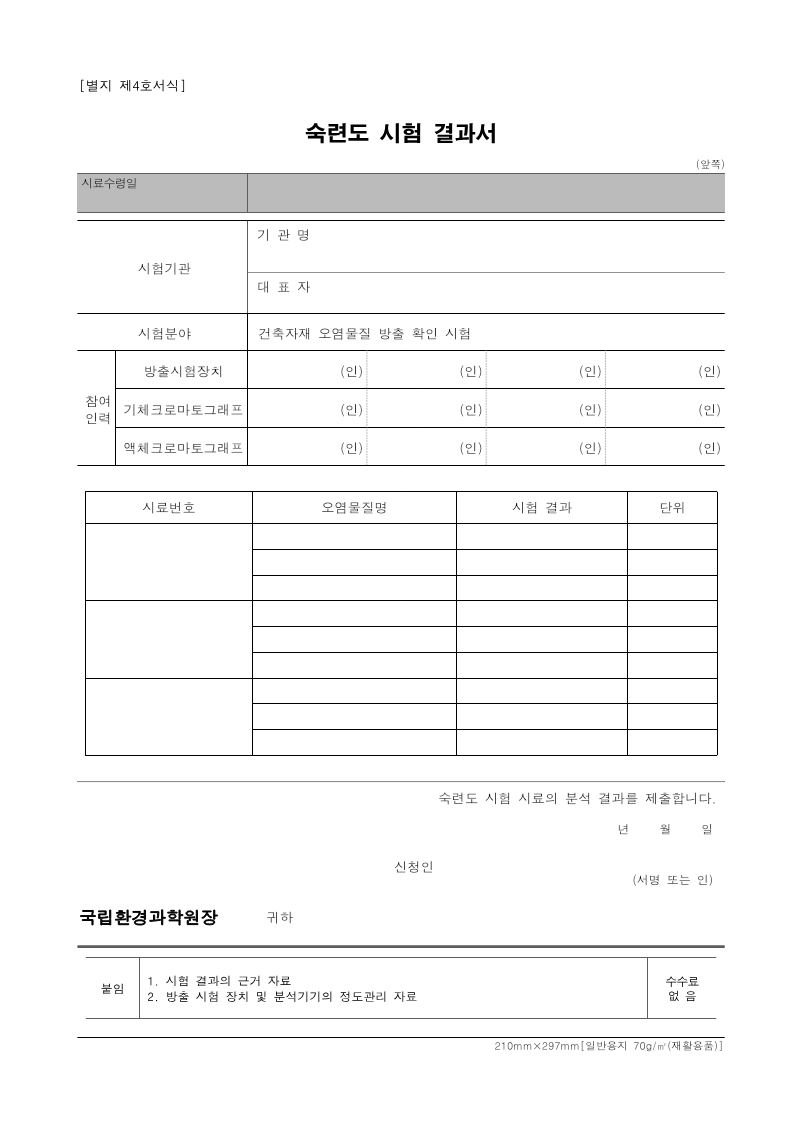 [별지 제4호서식]
숙련도 시험 결과서
(앞쪽)
시료수령일
시험기관
기 관 명
대 표 자
시험분야 건축자재 오염물질 방출 확인 시험
참여
인력
방출시험장치 (인) (인) (인) (인)
기체크로마토그래프 (인) (인) (인) (인)
액체크로마토그래프 (인) (인) (인) (인)
시료번호 오염물질명 시험 결과 단위
숙련도 시험 시료의 분석 결과를 제출합니다.
년 월 일
신청인
(서명 또는 인)
국립환경과학원장 귀하
붙임
1. 시험 결과의 근거 자료
2. 방출 시험 장치 및 분석기기의 정도관리 자료
수수료
없 음
210mm×297mm[일반용지 70g/㎡(재활용품)]